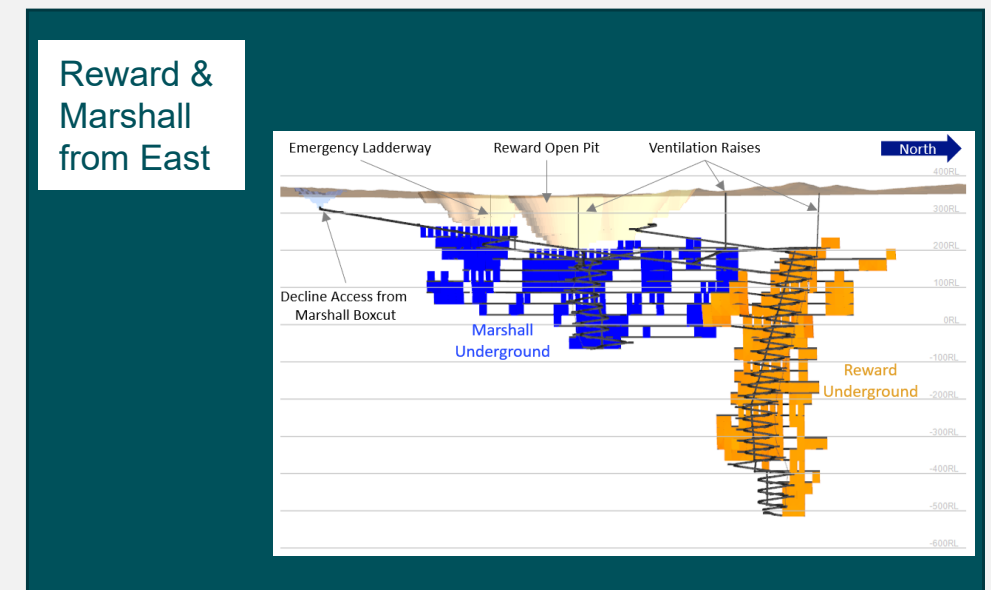 Reward &
Marshall
from East
Emergency Ladderway
Reward Open Pit
Ventilation Raises
North
400RL
300RL
200RL
100RL
0RL
-100RL
-200RL
-300RL
-400RL
-500RL
-600RL
Decline Access from
Marshall Boxcut
Marshall
Underground
Reward
Underground